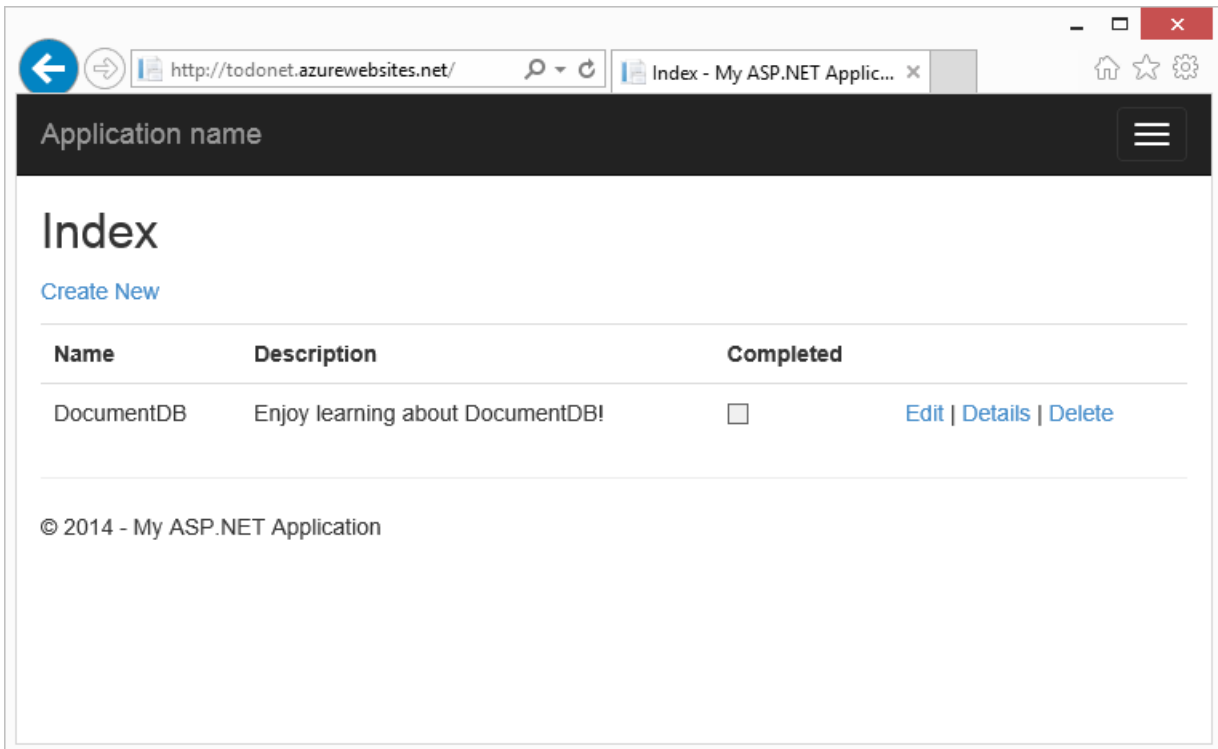 http://todonet.azurewebsites.net/ Index - My ASP.NET Applic...
Application name
Index
Create New
Name Description Completed
DocumentDB Enjoy learning about DocumentDB! Edit | Details | Delete
© 2014 - My ASP.NET Application